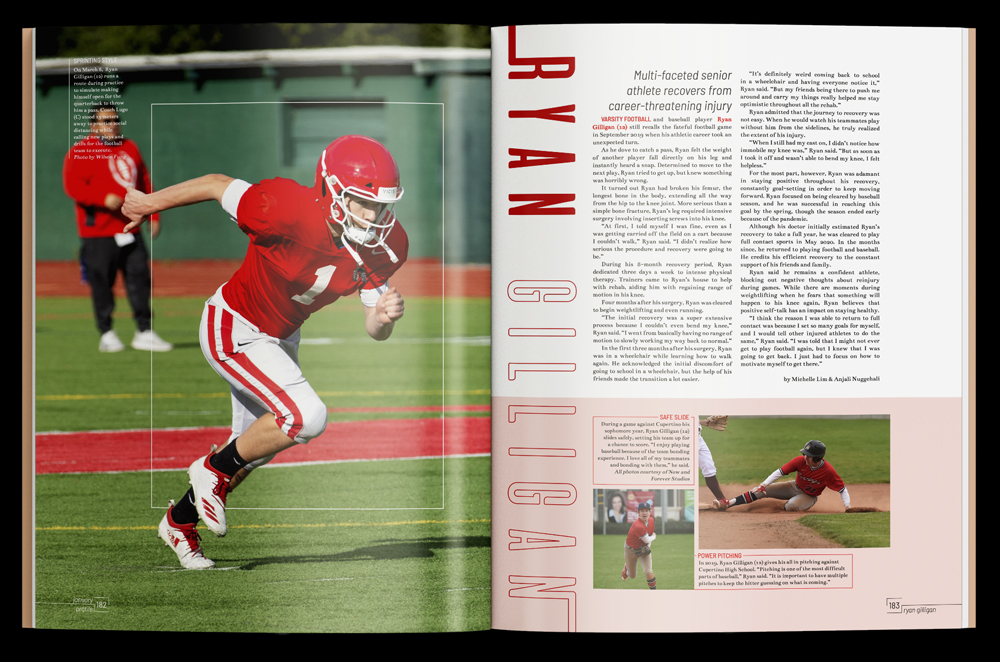 SPRINTING STYLE
On March 8, Ryan
Gilligan (12) runs a
route during practice
to simulate making
himself open for the
quarterback to throw
him a pass. Coach Lugo
(C) stood 15 meters
away to practice social
distancing while
calling new plays and
drills for the football
team to execute.
Photo by William Fung
VICIS
1
january
profile
182
RYAN GILLIGAN
Multi-faceted senior
athlete recovers from
career-threatening injury
VARSITY FOOTBALL and baseball player Ryan
Gilligan (12) still recalls the fateful football game
in September 2019 when his athletic career took an
unexpected turn.
As he dove to catch a pass, Ryan felt the weight
of another player fall directly on his leg and
instantly heard a snap. Determined to move to the
next play, Ryan tried to get up, but knew something
was horribly wrong.
It turned out Ryan had broken his femur, the
longest bone in the body, extending all the way
from the hip to the knee joint. More serious than a
simple bone fracture, Ryan's leg required intensive
surgery involving inserting screws into his knee.
"At first, I told myself I was fine, even as I
was getting carried off the field on a cart because
I couldn't walk," Ryan said. "I didn't realize how
serious the procedure and recovery were going to
be."
During his 8-month recovery period, Ryan
dedicated three days a week to intense physical
therapy. Trainers came to Ryan's house to help
with rehab, aiding him with regaining range of
motion in his knee.
Four months after his surgery, Ryan was cleared
to begin weightlifting and even running.
"The initial recovery was a super extensive
process because I couldn't even bend my knee,"
Ryan said. "I went from basically having no range of
motion to slowly working my way back to normal."
In the first three months after his surgery, Ryan
was in a wheelchair while learning how to walk
again. He acknowledged the initial discomfort of
going to school in a wheelchair, but the help of his
friends made the transition a lot easier.
"It's definitely weird coming back to school
in a wheelchair and having everyone notice it,"
Ryan said. "But my friends being there to push me
around and carry my things really helped me stay
optimistic throughout all the rehab."
Ryan admitted that the journey to recovery was
not easy. When he would watch his teammates play
without him from the sidelines, he truly realized
the extent of his injury.
"When I still had my cast on, I didn't notice how
immobile my knee was," Ryan said. "But as soon as
I took it off and wasn't able to bend my knee, I felt
helpless."
For the most part, however, Ryan was adamant
in staying positive throughout his recovery,
constantly goal-setting in order to keep moving
forward. Ryan focused on being cleared by baseball
season, and he was successful in reaching this
goal by the spring, though the season ended early
because of the pandemic.
Although his doctor initially estimated Ryan's
recovery to take a full year, he was cleared to play
full contact sports in May 2020. In the months
since, he returned to playing football and baseball.
He credits his efficient recovery to the constant
support of his friends and family.
Ryan said he remains a confident athlete,
blocking out negative thoughts about reinjury
during games. While there are moments during
weightlifting when he fears that something will
happen to his knee again, Ryan believes that
positive self-talk has an impact on staying healthy.
"I think the reason I was able to return to full
contact was because I set so many goals for myself,
and I would tell other injured athletes to do the
same," Ryan said. "I was told that I might not ever
get to play football again, but I knew that I was
going to get back. I just had to focus on how to
motivate myself to get there."
by Michelle Lim & Anjali Nuggehalli
SAFE SLIDE
During a game against Cupertino his
sophomore year, Ryan Gilligan (12)
slides safely, setting his team up for
a chance to score. "I enjoy playing
baseball because of the team bonding
experience. I love all of my teammates
and bonding with them," he said.
All photos courtesy of Now and
Forever Studios
POWER PITCHING
In 2019, Ryan Gilligan (12) gives his all in pitching against
Cupertino High School. "Pitching is one of the most difficult
parts of baseball," Ryan said. "It is important to have multiple
pitches to keep the hitter guessing on what is coming."
183
ryan gilligan